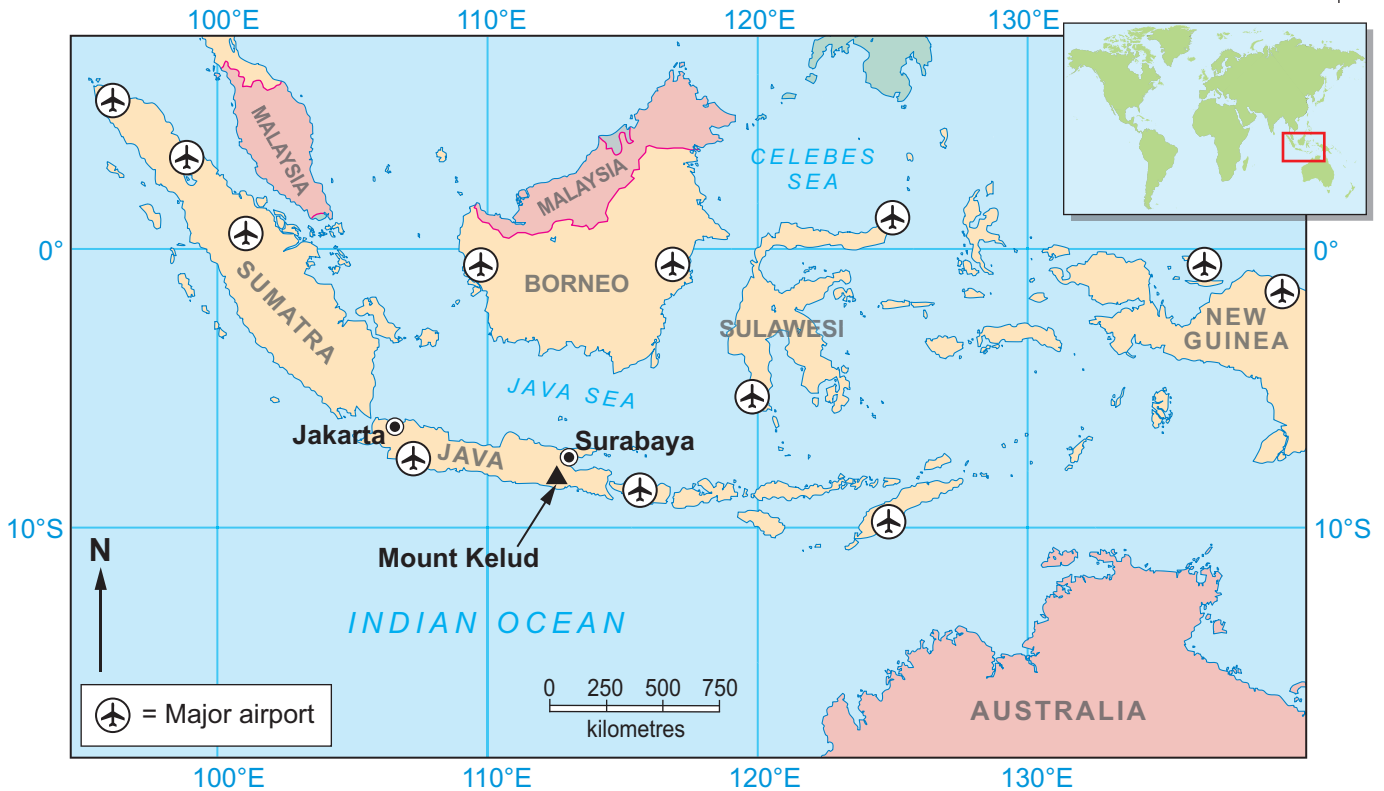 100°E
110°E
120°E
130°E
MALAYSIA
MALAYSIA
CELEBES
SEA
0°
0°
SUMATRA
BORNEO
SULAWESI
NEW
GUINEA
JAVA SEA
Jakarta
JAVA
Surabaya
10°S
10°S
N
Mount Kelud
INDIAN OCEAN
0 250 500 750
kilometres
= Major airport
AUSTRALIA
100°E
110°E
120°E
130°E